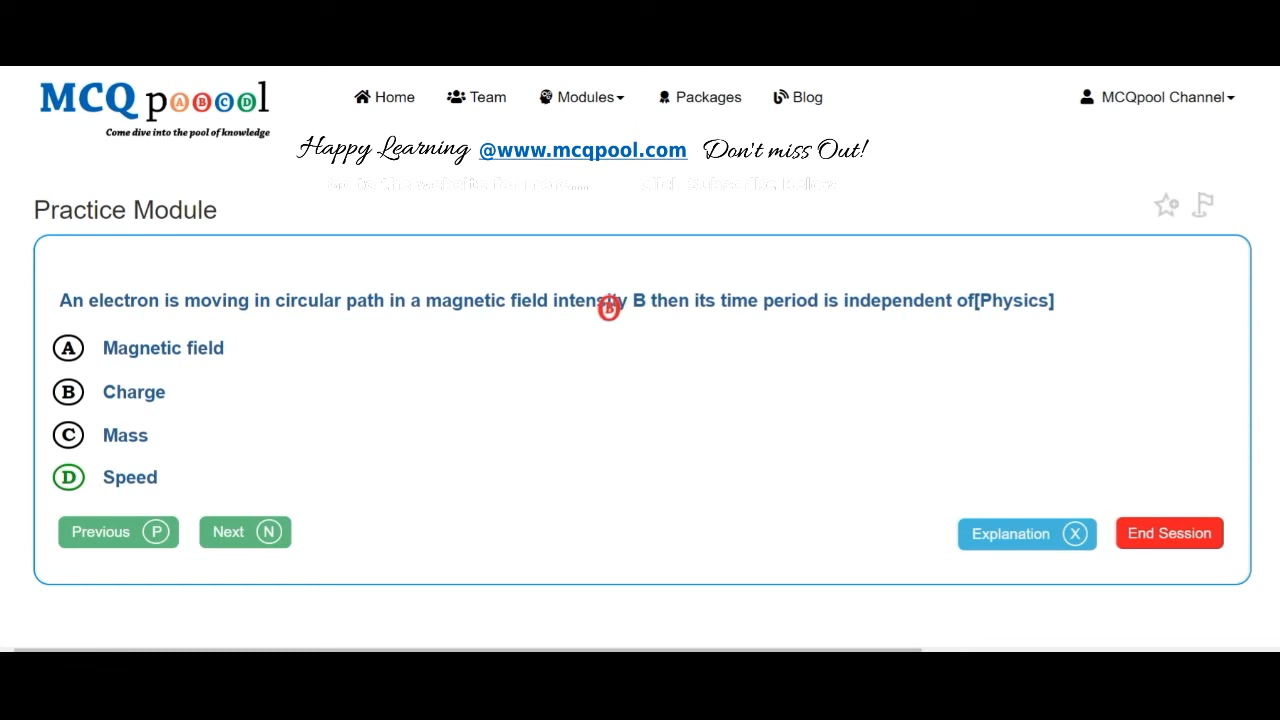 MCQ pooool
Come dive into the pool of knowledge
Home Team Modules Packages Blog MCQpool Channel
Happy Learning @www.mcqpool.com Don't miss Out!
Practice Module
An electron is moving in circular path in a magnetic field intensity B then its time period is independent of[Physics]
A Magnetic field
B Charge
C Mass
D Speed
Previous P Next N Explanation X End Session